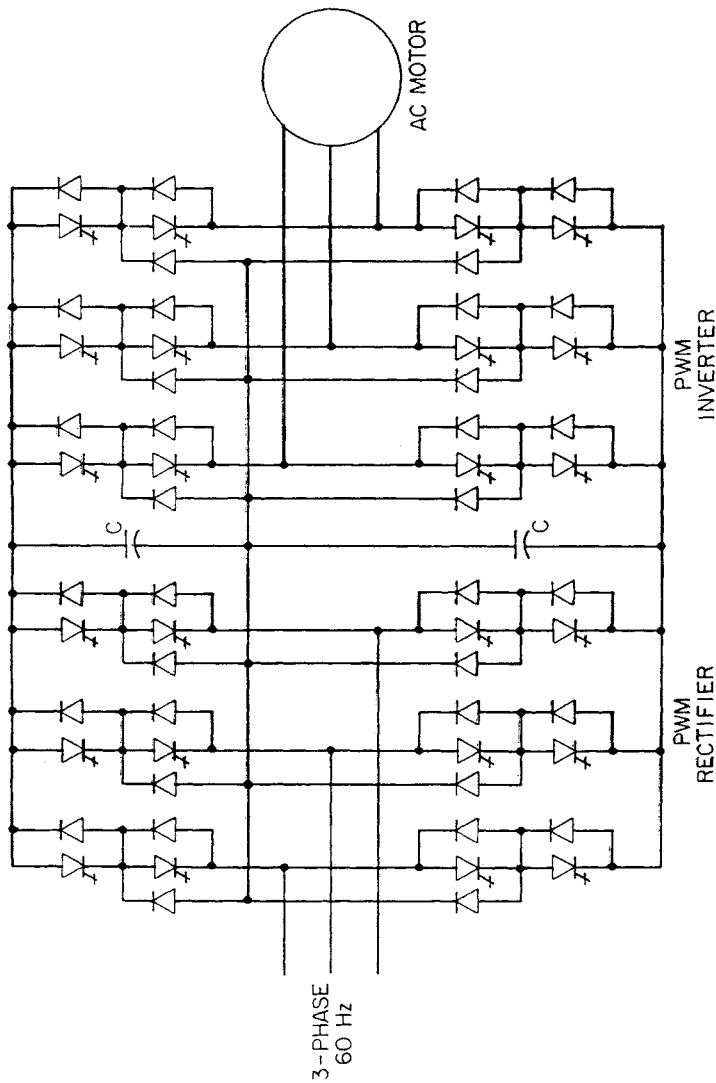 3-PHASE
60 Hz
PWM
RECTIFIER
C
C
PWM
INVERTER
AC MOTOR